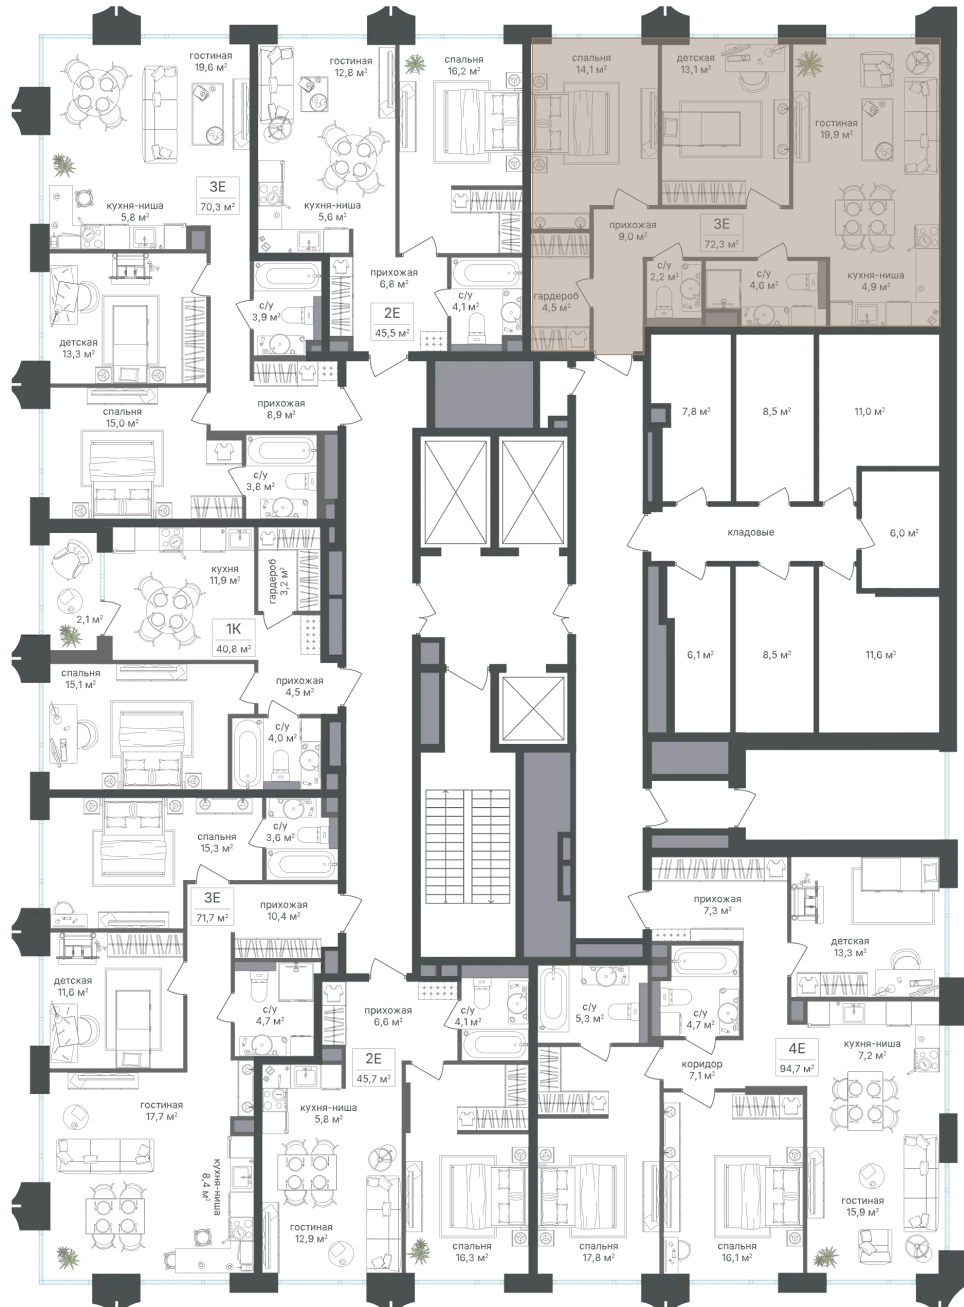 гостиная
19,6 м²
3Е
70,3 м²
кухня-ниша
5,8 м²
гостиная
12,8 м²
спальня
16,2 м²
кухня-ниша
5,6 м²
прихожая
6,8 м²
2Е
45,5 м²
с/у
4,1 м²
спальня
14,1 м²
детская
13,1 м²
гостиная
19,9 м²
прихожая
9,0 м²
3Е
72,3 м²
с/у
2,2 м²
с/у
4,6 м²
кухня-ниша
4,9 м²
гардероб
4,5 м²
с/у
3,9 м²
детская
13,3 м²
спальня
15,0 м²
прихожая
8,9 м²
с/у
3,8 м²
7,8 м²
8,5 м²
11,0 м²
кладовые
6,0 м²
6,1 м²
8,5 м²
11,6 м²
кухня
11,9 м²
гардероб
3,2 м²
2,1 м²
1К
40,8 м²
спальня
15,1 м²
прихожая
4,5 м²
с/у
4,0 м²
спальня
15,3 м²
с/у
3,6 м²
3Е
71,7 м²
прихожая
10,4 м²
детская
11,6 м²
с/у
4,7 м²
гостиная
17,7 м²
кухня-ниша
8,4 м²
прихожая
6,6 м²
с/у
4,1 м²
2Е
45,7 м²
кухня-ниша
5,8 м²
гостиная
12,9 м²
спальня
16,3 м²
с/у
5,3 м²
с/у
4,7 м²
прихожая
7,3 м²
детская
13,3 м²
коридор
7,1 м²
4Е
94,7 м²
кухня-ниша
7,2 м²
гостиная
15,9 м²
спальня
17,8 м²
спальня
16,1 м²